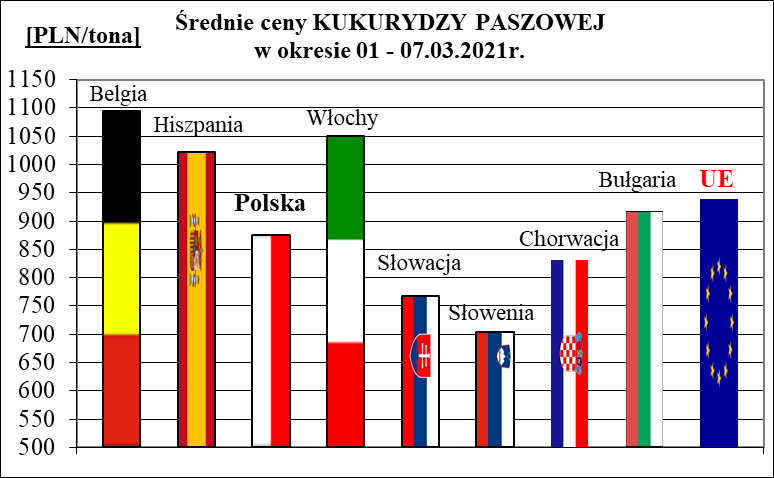 Średnie ceny KUKURYDZY PASZOWEJ
w okresie 01 - 07.03.2021r.
[PLN/tona]
1150
1100
1050
1000
950
900
850
800
750
700
650
600
550
500
Belgia
Hiszpania
Polska
Włochy
Słowacja
Słowenia
Chorwacja
Bułgaria
UE